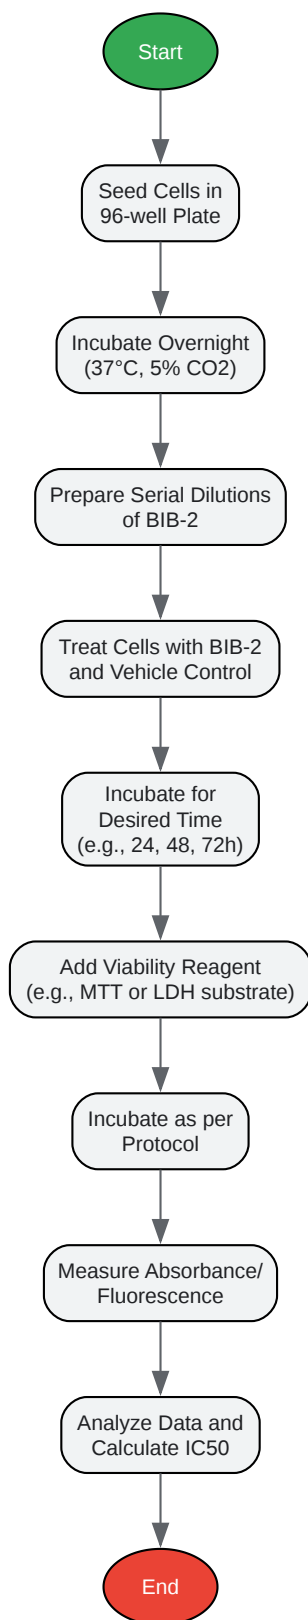 Start
Seed Cells in
96-well Plate
Incubate Overnight
(37°C, 5% CO2)
Prepare Serial Dilutions
of BIB-2
Treat Cells with BIB-2
and Vehicle Control
Incubate for
Desired Time
(e.g., 24, 48, 72h)
Add Viability Reagent
(e.g., MTT or LDH substrate)
Incubate as per
Protocol
Measure Absorbance/
Fluorescence
Analyze Data and
Calculate IC50
End